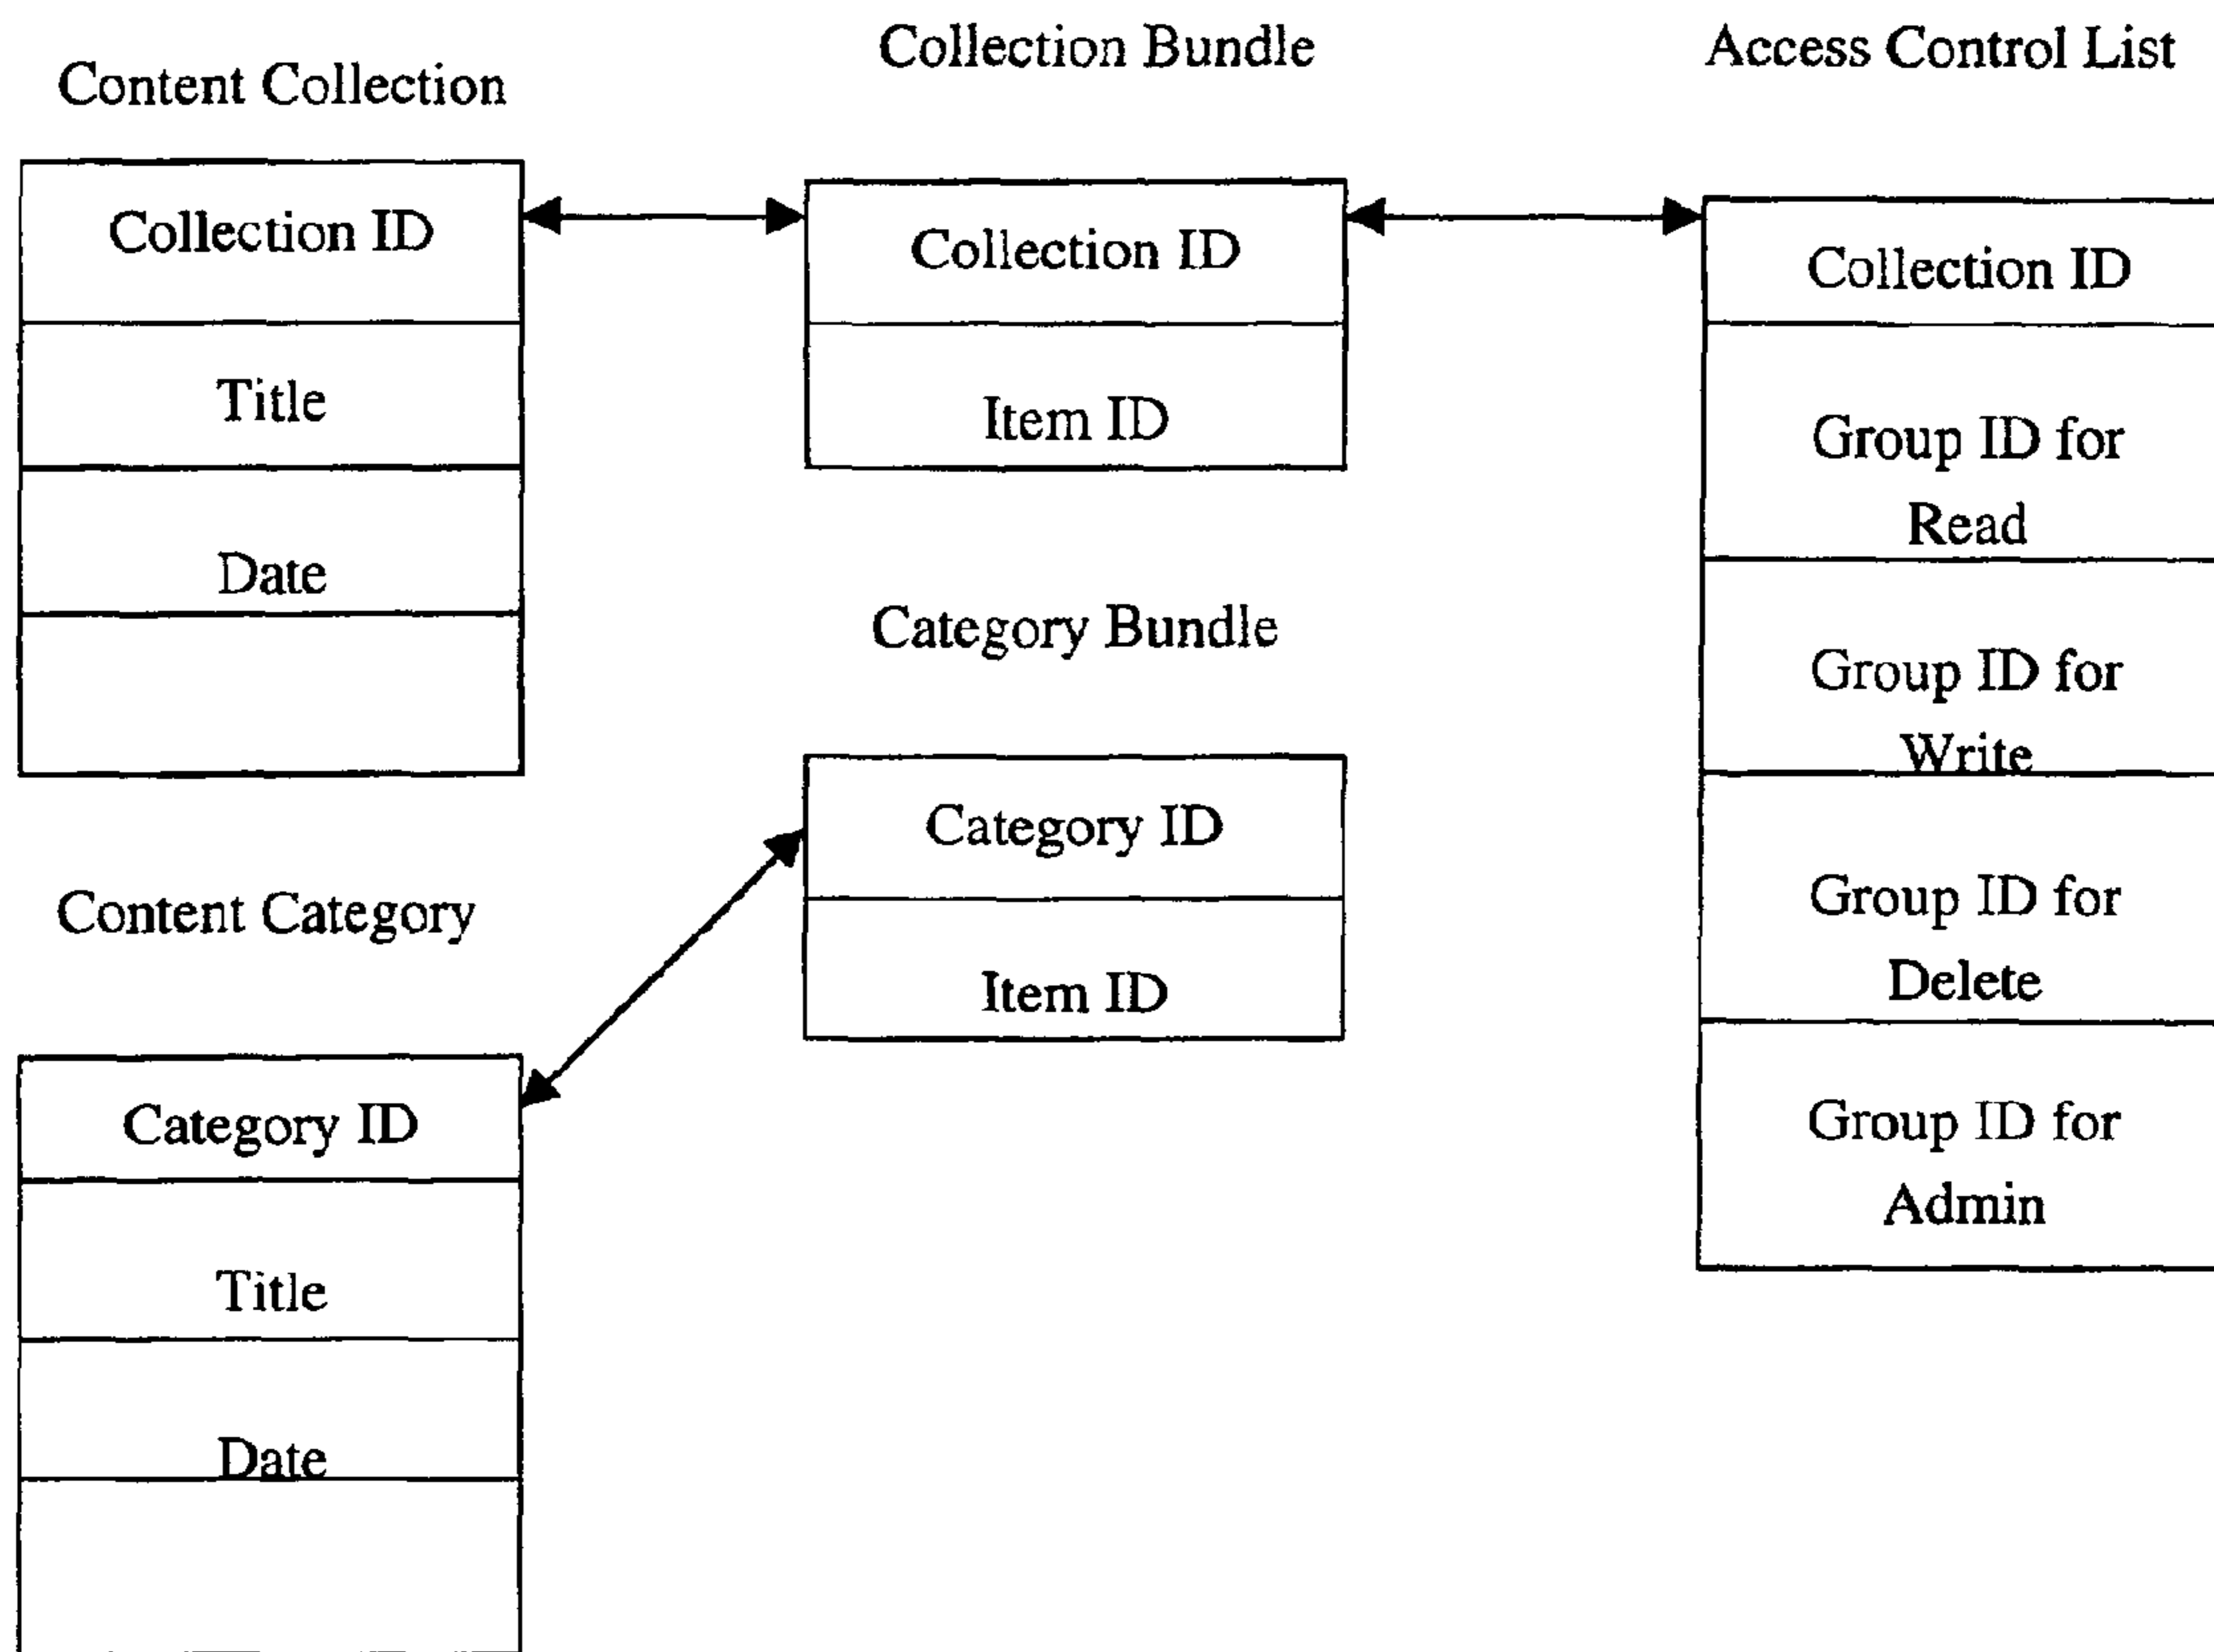 Content Collection
Collection ID
Title
Date
Collection Bundle
Collection ID
Item ID
Access Control List
Collection ID
Group ID for
Read
Group ID for
Write
Group ID for
Delete
Group ID for
Admin
Category Bundle
Category ID
Item ID
Content Category
Category ID
Title
Date